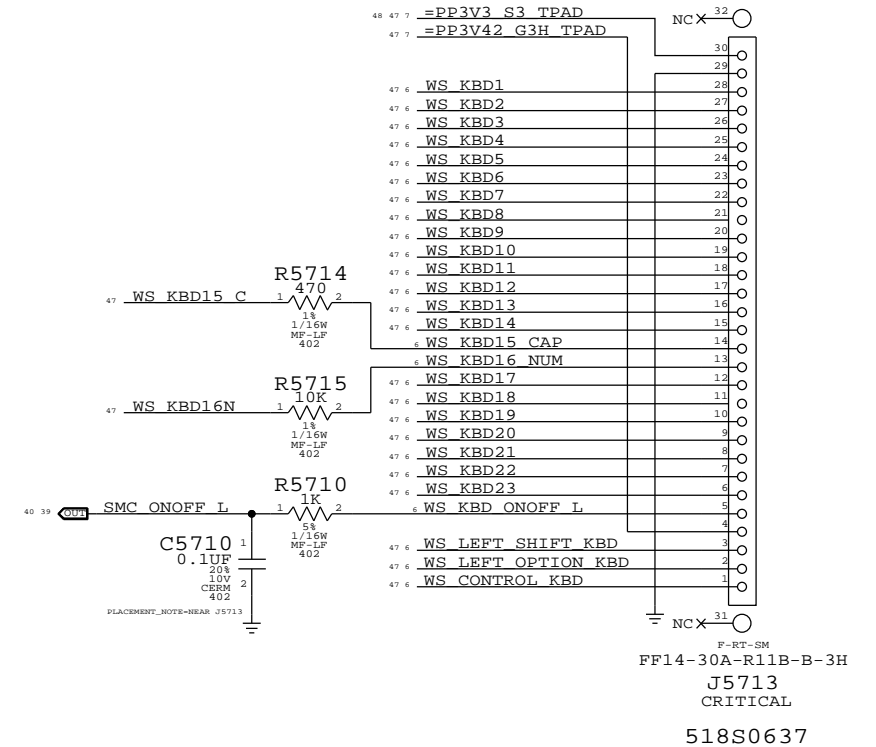 48 47 7 =PP3V3_S3_TPAD
47 7 =PP3V42_G3H_TPAD
NC 32
30
29
47 6 WS_KBD1 28
47 6 WS_KBD2 27
47 6 WS_KBD3 26
47 6 WS_KBD4 25
47 6 WS_KBD5 24
47 6 WS_KBD6 23
47 6 WS_KBD7 22
47 6 WS_KBD8 21
47 6 WS_KBD9 20
47 6 WS_KBD10 19
47 6 WS_KBD11 18
47 6 WS_KBD12 17
47 6 WS_KBD13 16
47 6 WS_KBD14 15
6 WS_KBD15_CAP 14
6 WS_KBD16_NUM 13
47 6 WS_KBD17 12
47 6 WS_KBD18 11
47 6 WS_KBD19 10
47 6 WS_KBD20 9
47 6 WS_KBD21 8
47 6 WS_KBD22 7
47 6 WS_KBD23 6
6 WS_KBD_ONOFF_L 5
4
47 6 WS_LEFT_SHIFT_KBD 3
47 6 WS_LEFT_OPTION_KBD 2
47 6 WS_CONTROL_KBD 1
NC 31
R5714
470
47 WS_KBD15_C 1 2
1%
1/16W
MF-LF
402
R5715
10K
47 WS_KBD16N 1 2
1%
1/16W
MF-LF
402
R5710
1K
40 39 OUT SMC_ONOFF_L 1 2
5%
1/16W
MF-LF
402
C5710 1
0.1UF
20%
10V 2
CERM
402
PLACEMENT_NOTE=NEAR J5713
F-RT-SM
FF14-30A-R11B-B-3H
J5713
CRITICAL
518S0637